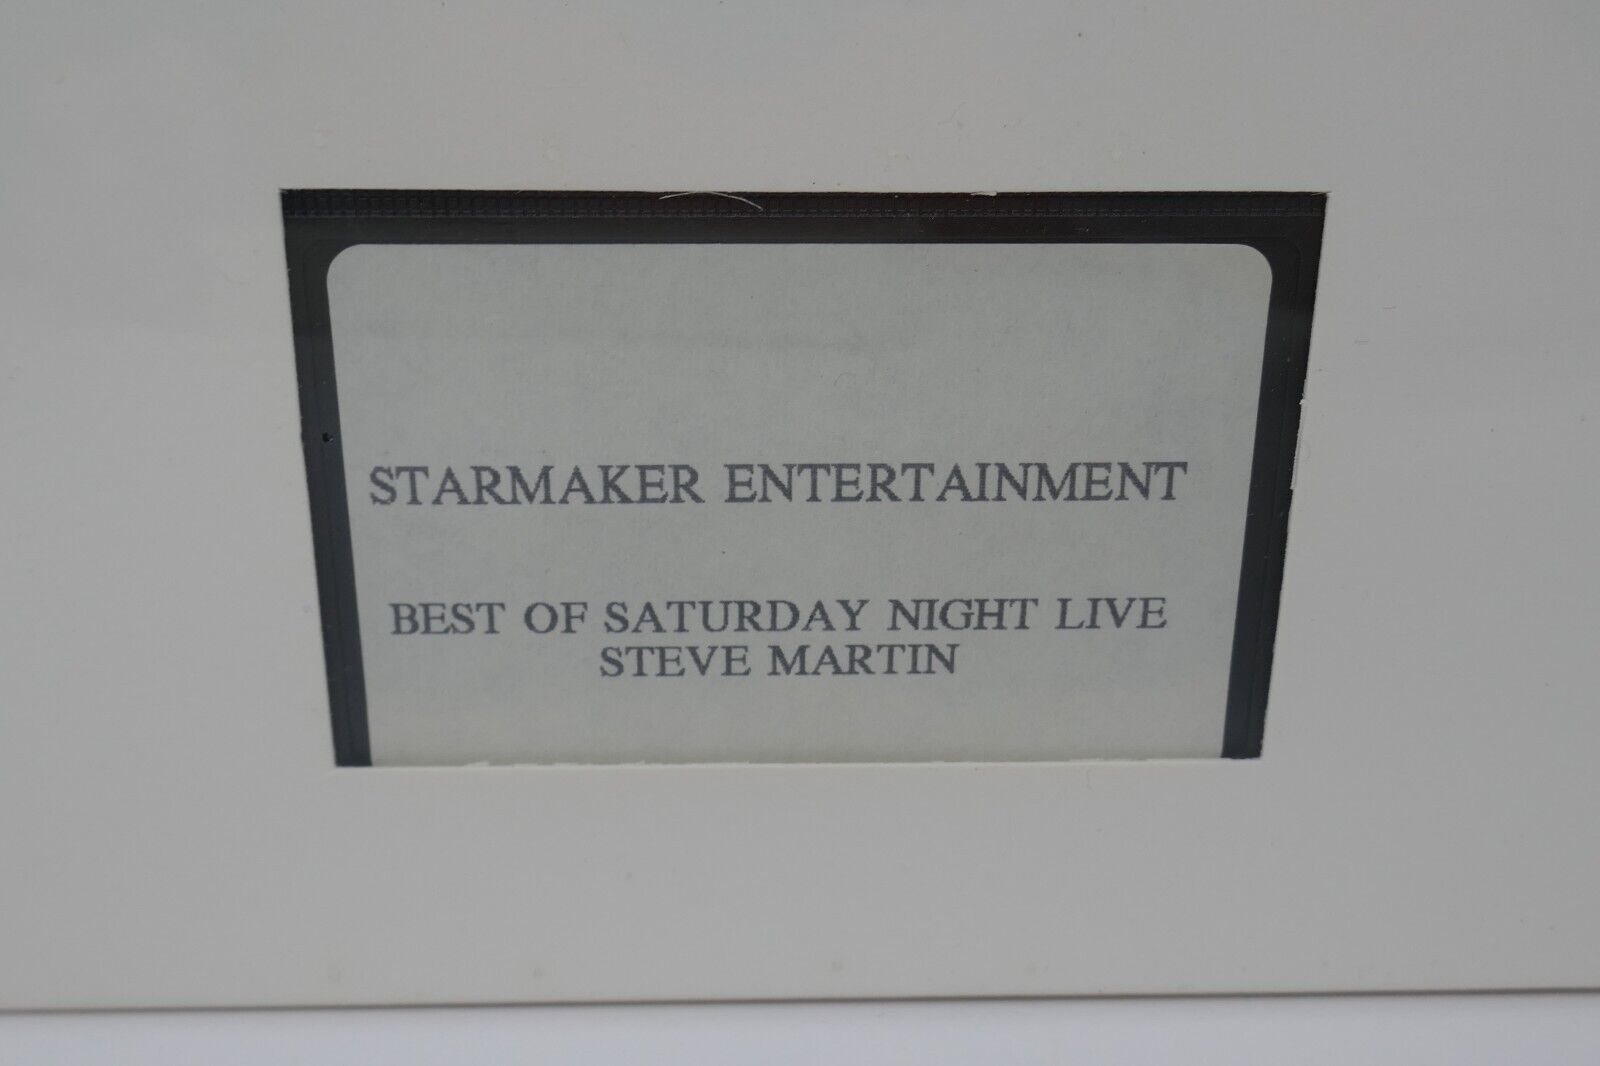 STARMAKER ENTERTAINMENT
BEST OF SATURDAY NIGHT LIVE
STEVE MARTIN